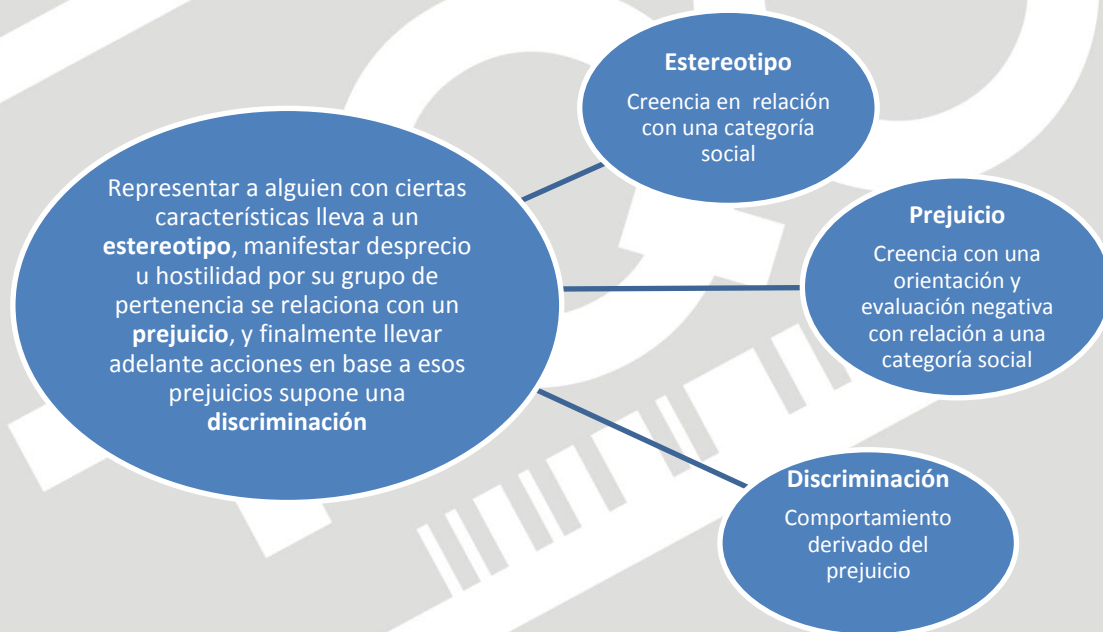 Representar a alguien con ciertas
características lleva a un
estereotipo, manifestar desprecio
u hostilidad por su grupo de
pertenencia se relaciona con un
prejuicio, y finalmente llevar
adelante acciones en base a esos
prejuicios supone una
discriminación
Estereotipo
Creencia en relación
con una categoría
social
Prejuicio
Creencia con una
orientación y
evaluación negativa
con relación a una
categoría social
Discriminación
Comportamiento
derivado del
prejuicio